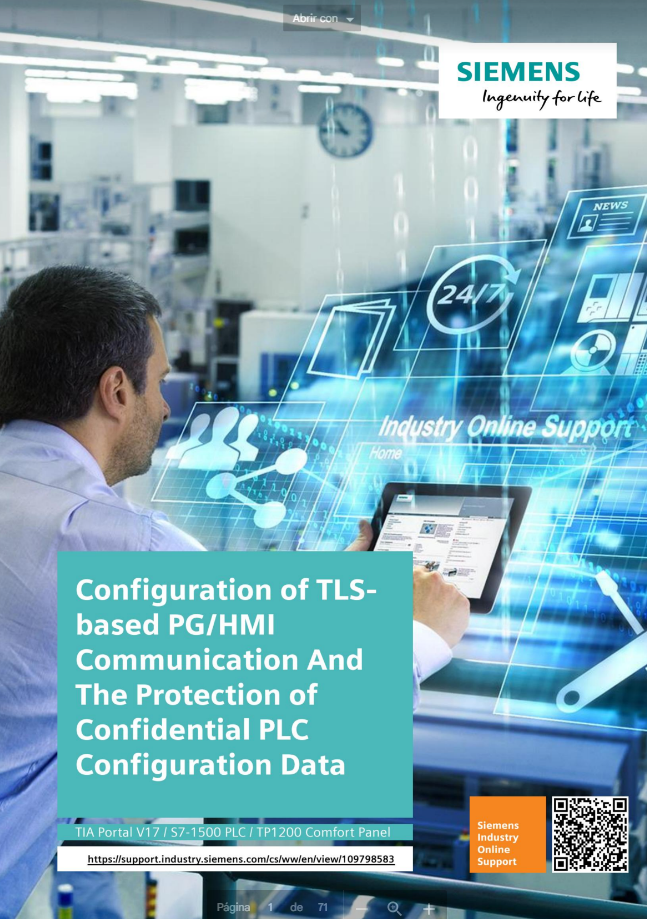 Abrir con
SIEMENS
Ingenuity for life
NEWS
24/7
Industry Online Support
Home
Configuration of TLS-
based PG/HMI
Communication And
The Protection of
Confidential PLC
Configuration Data
TIA Portal V17 / S7-1500 PLC / TP1200 Comfort Panel
https://support.industry.siemens.com/cs/ww/en/view/109798583
Siemens
Industry
Online
Support
Página 1 de 71